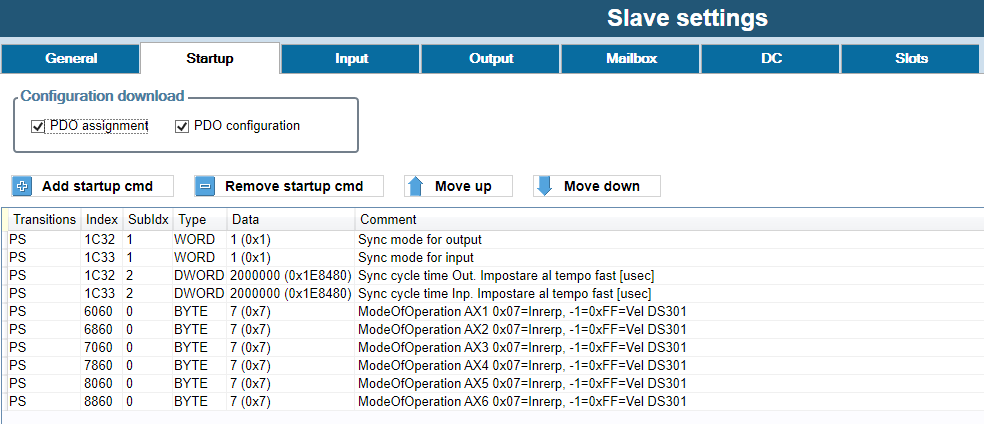 Slave settings
General Startup Input Output Mailbox DC Slots
Configuration download
PDO assignment PDO configuration
Add startup cmd Remove startup cmd Move up Move down
Transitions Index SubIdx Type Data Comment
PS 1C32 1 WORD 1 (0x1) Sync mode for output
PS 1C33 1 WORD 1 (0x1) Sync mode for input
PS 1C32 2 DWORD 2000000 (0x1E8480) Sync cycle time Out. Impostare al tempo fast [usec]
PS 1C33 2 DWORD 2000000 (0x1E8480) Sync cycle time Inp. Impostare al tempo fast [usec]
PS 6060 0 BYTE 7 (0x7) ModeOfOperation AX1 0x07=Inrerp, -1=0xFF=Vel DS301
PS 6860 0 BYTE 7 (0x7) ModeOfOperation AX2 0x07=Inrerp, -1=0xFF=Vel DS301
PS 7060 0 BYTE 7 (0x7) ModeOfOperation AX3 0x07=Inrerp, -1=0xFF=Vel DS301
PS 7860 0 BYTE 7 (0x7) ModeOfOperation AX4 0x07=Inrerp, -1=0xFF=Vel DS301
PS 8060 0 BYTE 7 (0x7) ModeOfOperation AX5 0x07=Inrerp, -1=0xFF=Vel DS301
PS 8860 0 BYTE 7 (0x7) ModeOfOperation AX6 0x07=Inrerp, -1=0xFF=Vel DS301